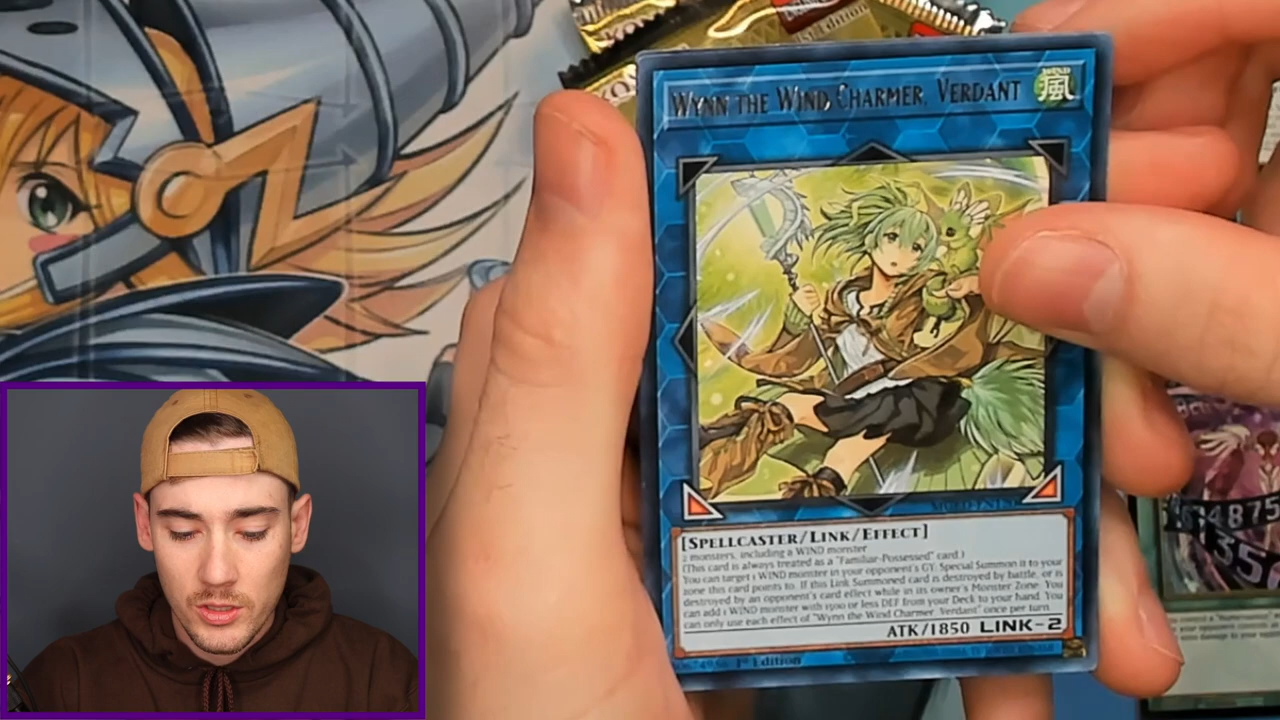 1st Edition
WYNN THE WIND CHARMER, VERDANT
WIND
風
[SPELLCASTER/LINK/EFFECT]
2 monsters, including a WIND monster
(This card is always treated as a "Familiar-Possessed" card.)
You can target 1 WIND monster in your opponent's GY; Special Summon it to your
zone this card points to. If this Link Summoned card is destroyed by battle, or is
destroyed by an opponent's card effect while in its owner's Monster Zone: You
can add 1 WIND monster with 1500 or less DEF from your Deck to your hand. You
can only use each effect of "Wynn the Wind Charmer, Verdant" once per turn.
ATK/1850 LINK-2
1st Edition